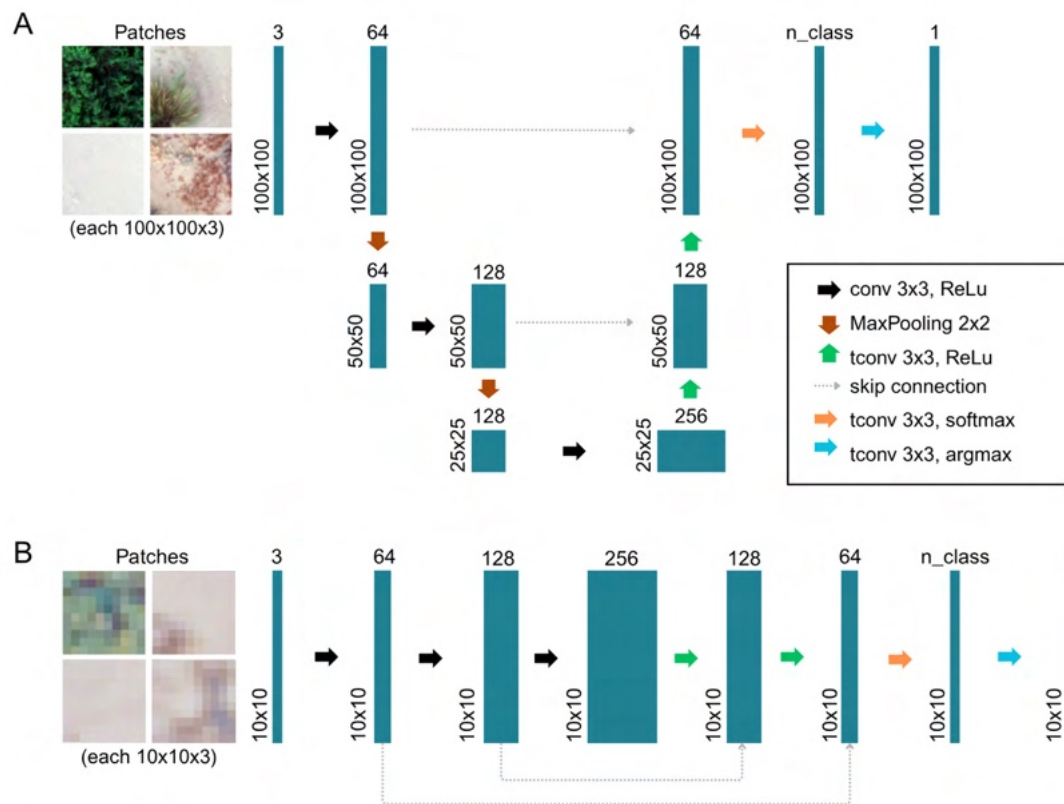 A
Patches
3
64
64
n_class
1
100x100
100x100
100x100
100x100
100x100
(each 100x100x3)
64
128
128
50x50
50x50
50x50
128
256
25x25
25x25
conv 3x3, ReLu
MaxPooling 2x2
tconv 3x3, ReLu
skip connection
tconv 3x3, softmax
tconv 3x3, argmax
B
Patches
3
64
128
256
128
64
n_class
10x10
10x10
10x10
10x10
10x10
10x10
10x10
10x10
(each 10x10x3)